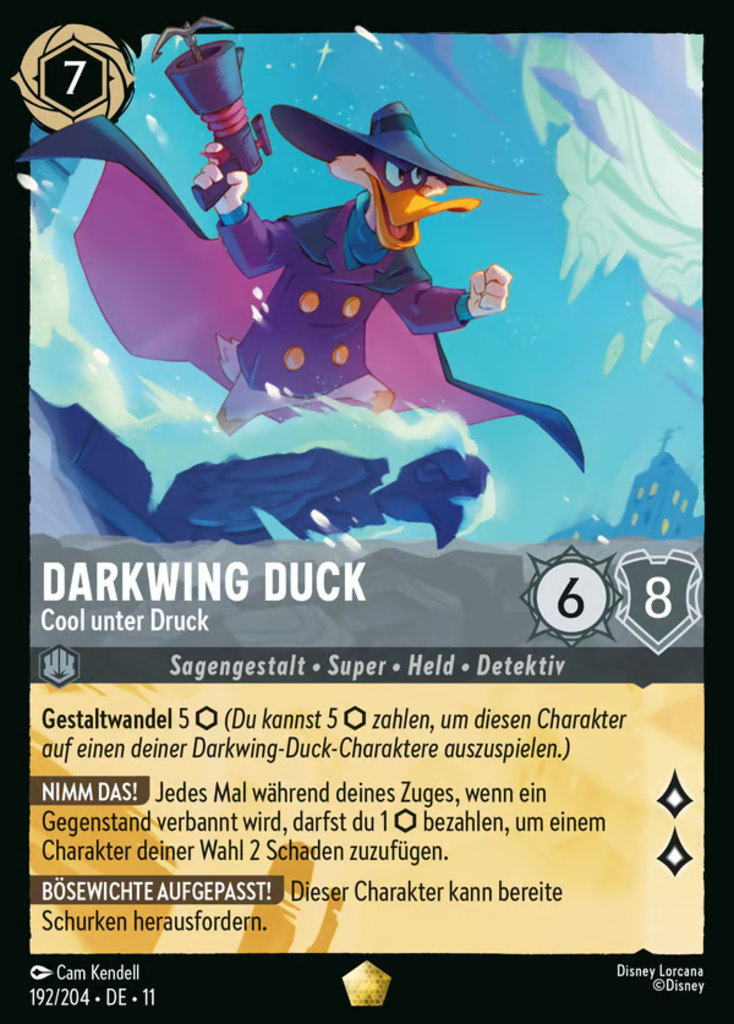 7
DARKWING DUCK
Cool unter Druck
6
8
Sagengestalt • Super • Held • Detektiv
Gestaltwandel 5 ⬡ (Du kannst 5 ⬡ zahlen, um diesen Charakter
auf einen deiner Darkwing-Duck-Charaktere auszuspielen.)
NIMM DAS! Jedes Mal während deines Zuges, wenn ein
Gegenstand verbannt wird, darfst du 1 ⬡ bezahlen, um einem
Charakter deiner Wahl 2 Schaden zuzufügen.
BÖSEWICHTE AUFGEPASST! Dieser Charakter kann bereite
Schurken herausfordern.
Cam Kendell
192/204 • DE • 11
Disney Lorcana
©Disney